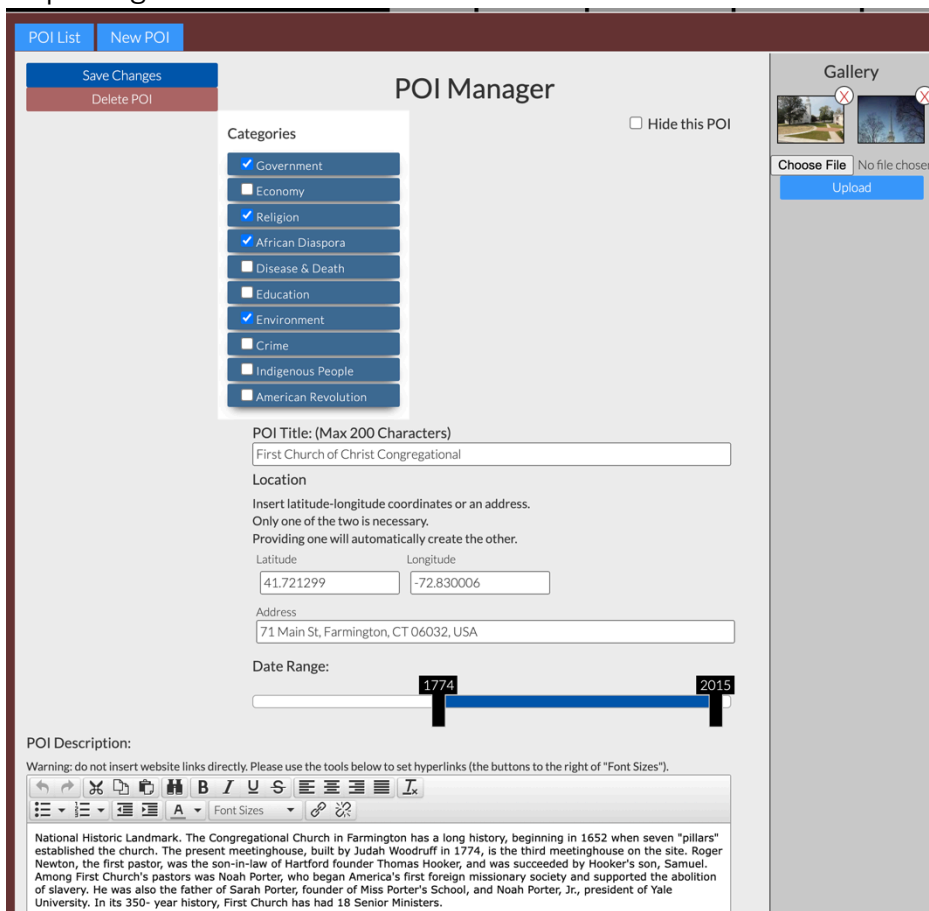 POI List New POI
Save Changes
Delete POI
POI Manager
Hide this POI
Categories
Government
Economy
Religion
African Diaspora
Disease & Death
Education
Environment
Crime
Indigenous People
American Revolution
POI Title: (Max 200 Characters)
First Church of Christ Congregational
Location
Insert latitude-longitude coordinates or an address.
Only one of the two is necessary.
Providing one will automatically create the other.
Latitude Longitude
41.721299 -72.830006
Address
71 Main St, Farmington, CT 06032, USA
Date Range:
1774 2015
POI Description:
Warning: do not insert website links directly. Please use the tools below to set hyperlinks (the buttons to the right of "Font Sizes").
B I U S
A Font Sizes
National Historic Landmark. The Congregational Church in Farmington has a long history, beginning in 1652 when seven "pillars"
established the church. The present meetinghouse, built by Judah Woodruff in 1774, is the third meetinghouse on the site. Roger
Newton, the first pastor, was the son-in-law of Hartford founder Thomas Hooker, and was succeeded by Hooker's son, Samuel.
Among First Church's pastors was Noah Porter, who began America's first foreign missionary society and supported the abolition
of slavery. He was also the father of Sarah Porter, founder of Miss Porter's School, and Noah Porter, Jr., president of Yale
University. In its 350- year history, First Church has had 18 Senior Ministers.
Gallery
X X
Choose File No file chosen
Upload